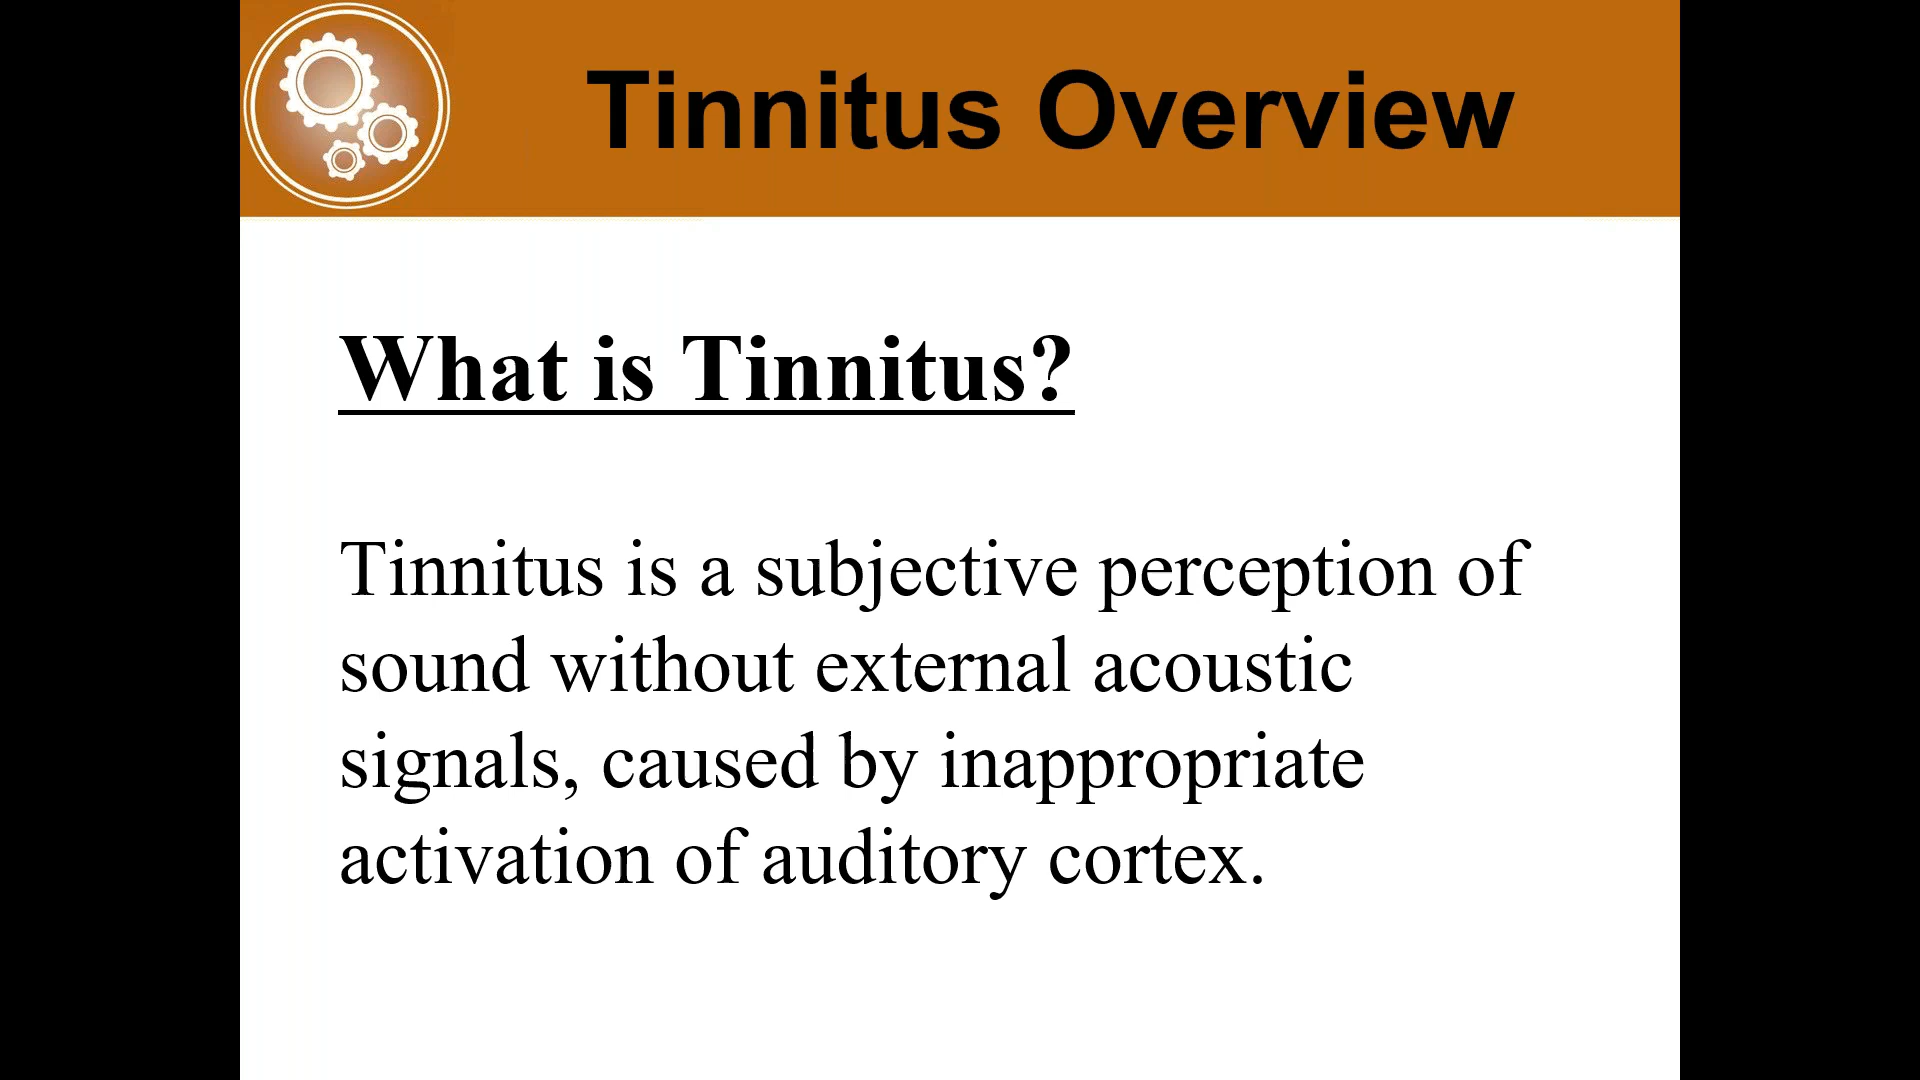 Tinnitus Overview
What is Tinnitus?
Tinnitus is a subjective perception of
sound without external acoustic
signals, caused by inappropriate
activation of auditory cortex.